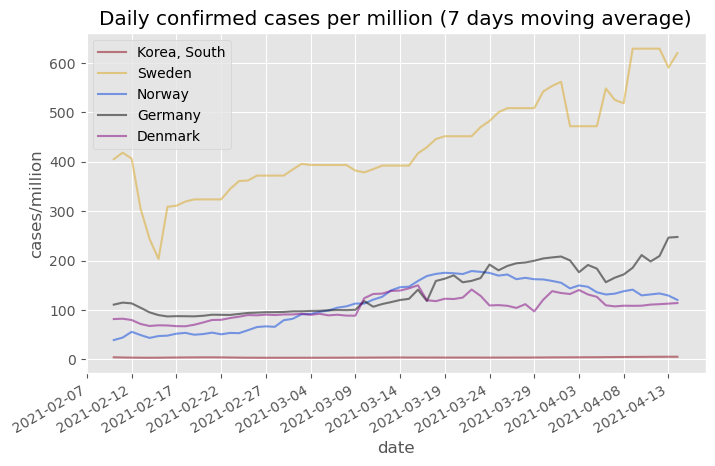 Daily confirmed cases per million (7 days moving average)
Korea, South
Sweden
Norway
Germany
Denmark
cases/million
600
500
400
300
200
100
0
2021-02-07
2021-02-12
2021-02-17
2021-02-22
2021-02-27
2021-03-04
2021-03-09
2021-03-14
2021-03-19
2021-03-24
2021-03-29
2021-04-03
2021-04-08
2021-04-13
date